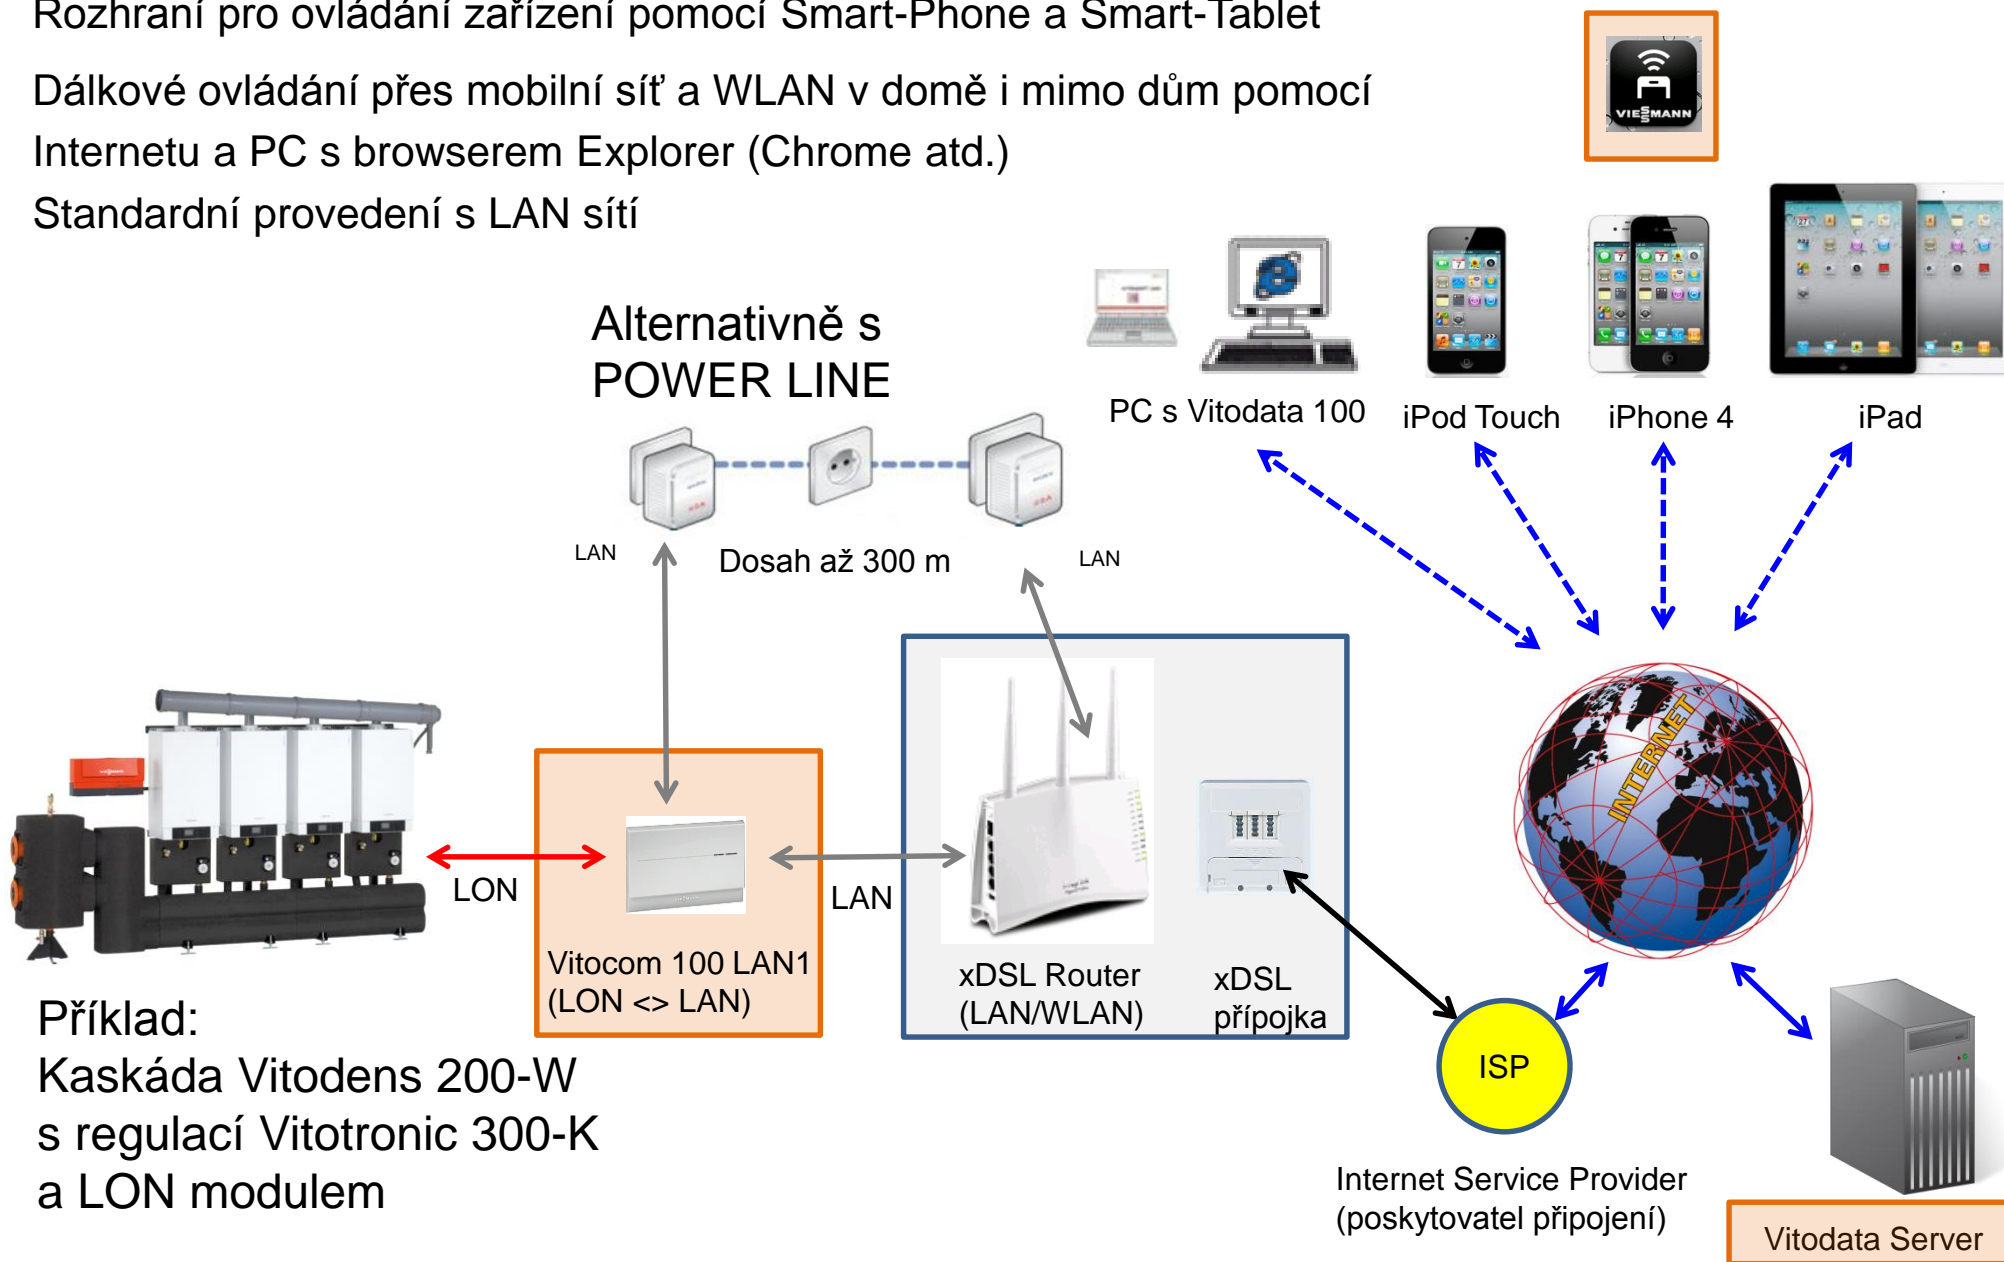 Rozhraní pro ovládání zařízení pomocí Smart-Phone a Smart-Tablet
Dálkové ovládání přes mobilní síť a WLAN v domě i mimo dům pomocí
Internetu a PC s browserem Explorer (Chrome atd.)
Standardní provedení s LAN sítí
VIESMANN
Alternativně s
POWER LINE
PC s Vitodata 100
iPod Touch
iPhone 4
iPad
LAN
Dosah až 300 m
LAN
INTERNET
LON
LAN
Vitocom 100 LAN1
(LON <> LAN)
xDSL Router
(LAN/WLAN)
xDSL
přípojka
ISP
Příklad:
Kaskáda Vitodens 200-W
s regulací Vitotronic 300-K
a LON modulem
Internet Service Provider
(poskytovatel připojení)
Vitodata Server